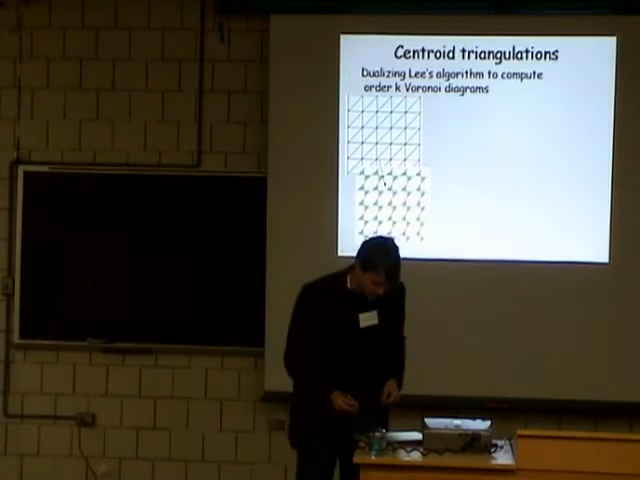 Centroid triangulations
Dualizing Lee's algorithm to compute
order k Voronoi diagrams